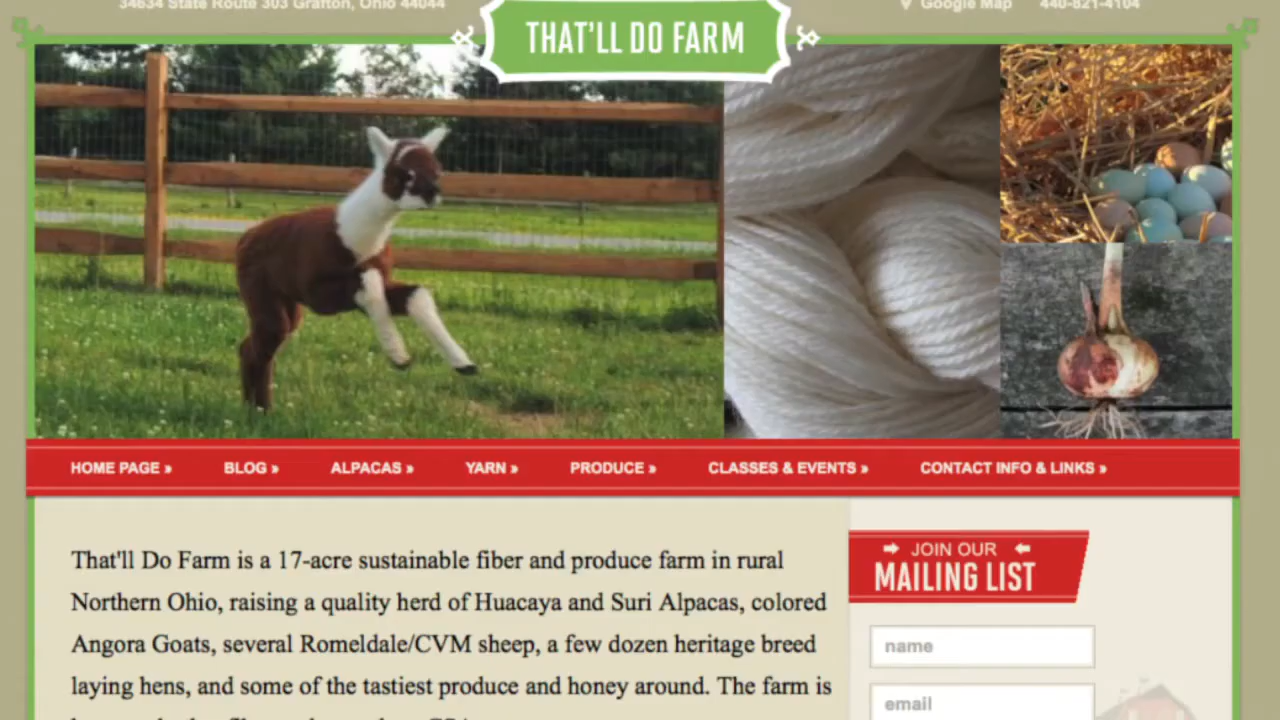 34634 State Route 303 Grafton, Ohio 44044
Google Map 440-821-4104
THAT'LL DO FARM
HOME PAGE » BLOG » ALPACAS » YARN » PRODUCE » CLASSES & EVENTS » CONTACT INFO & LINKS »
That'll Do Farm is a 17-acre sustainable fiber and produce farm in rural
Northern Ohio, raising a quality herd of Huacaya and Suri Alpacas, colored
Angora Goats, several Romeldale/CVM sheep, a few dozen heritage breed
laying hens, and some of the tastiest produce and honey around. The farm is
JOIN OUR
MAILING LIST
name
email